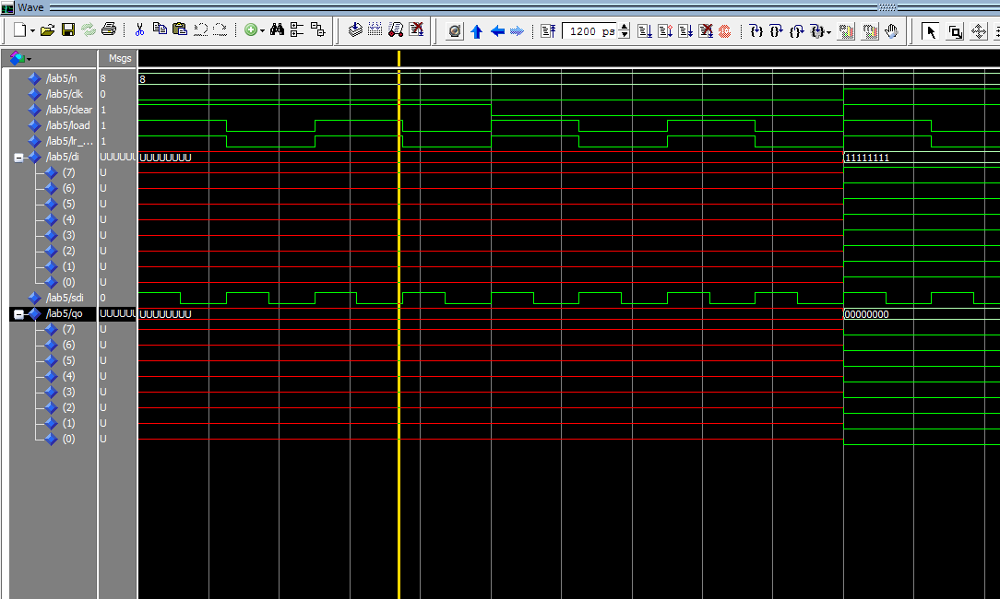 Wave
1200 ps
Msgs
/lab5/n 8 8
/lab5/clk 0
/lab5/clear 1
/lab5/load 1
/lab5/lr_... 1
/lab5/di UUUUUU UUUUUUUU 11111111
(7) U
(6) U
(5) U
(4) U
(3) U
(2) U
(1) U
(0) U
/lab5/sdi 0
/lab5/qo UUUUUU UUUUUUUU 00000000
(7) U
(6) U
(5) U
(4) U
(3) U
(2) U
(1) U
(0) U